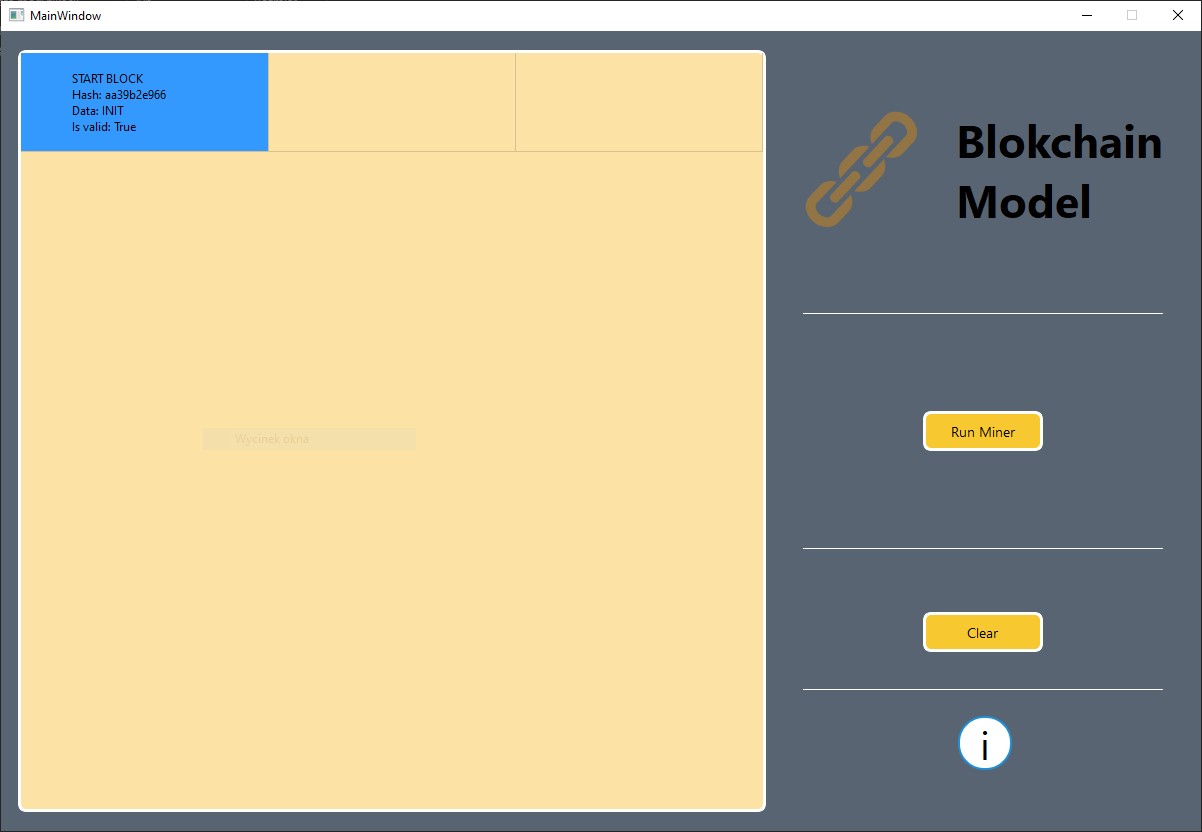 MainWindow
START BLOCK
Hash: aa39b2e966
Data: INIT
Is valid: True
Wycinek okna
Blokchain
Model
Run Miner
Clear
i